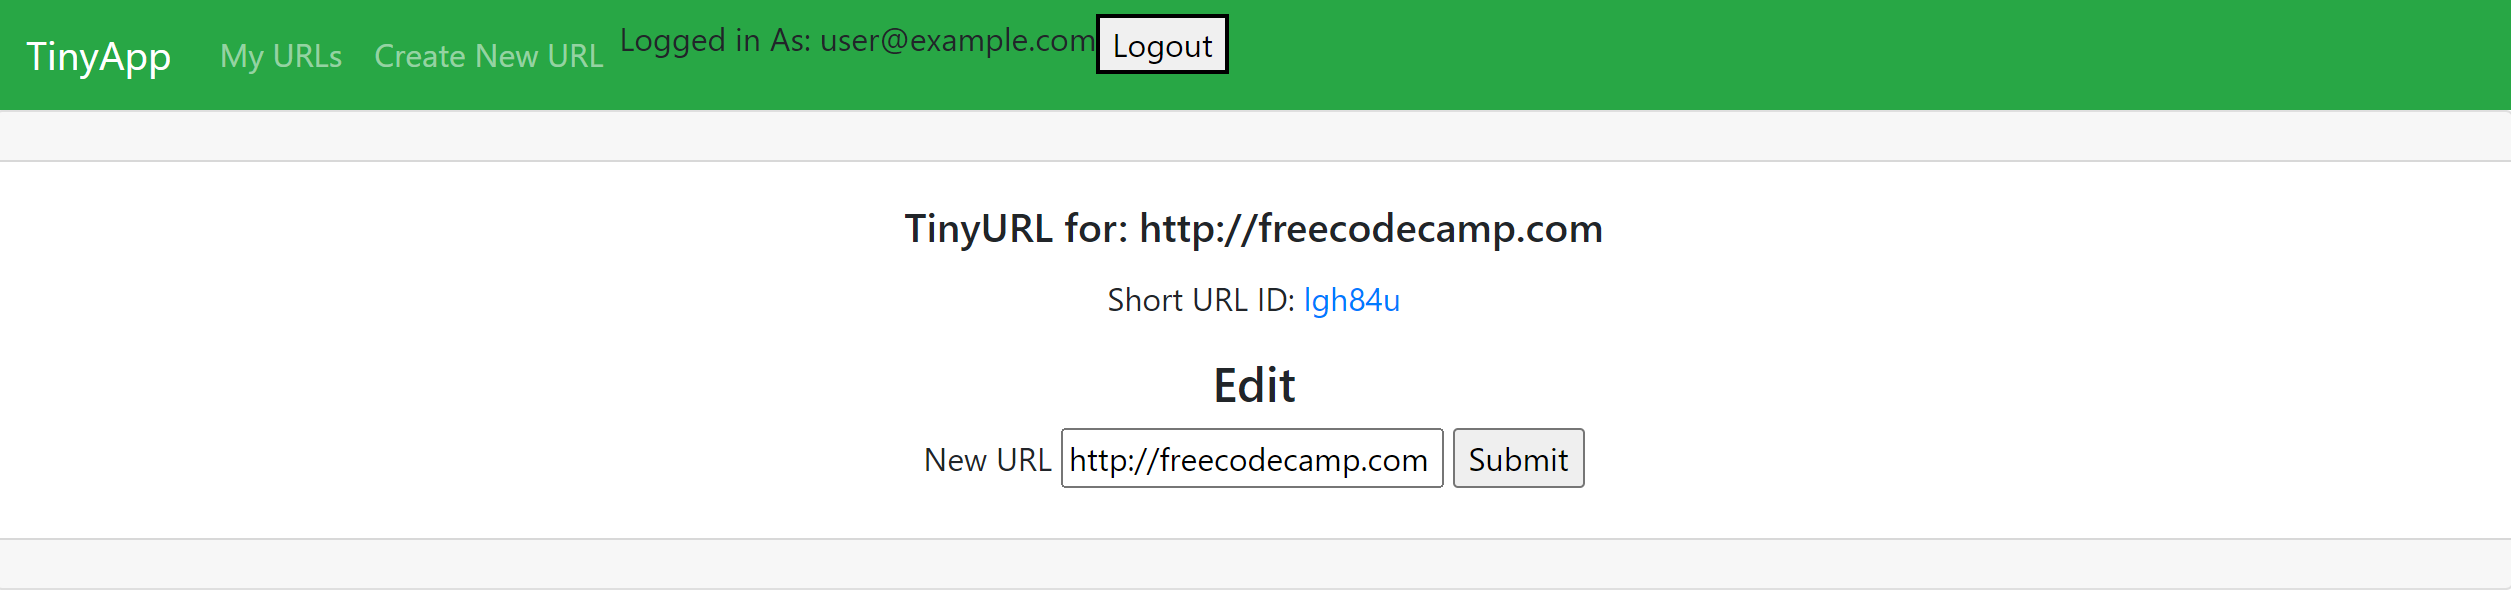 TinyApp My URLs Create New URL Logged in As: user@example.com Logout
TinyURL for: http://freecodecamp.com
Short URL ID: lgh84u
Edit
New URL http://freecodecamp.com Submit